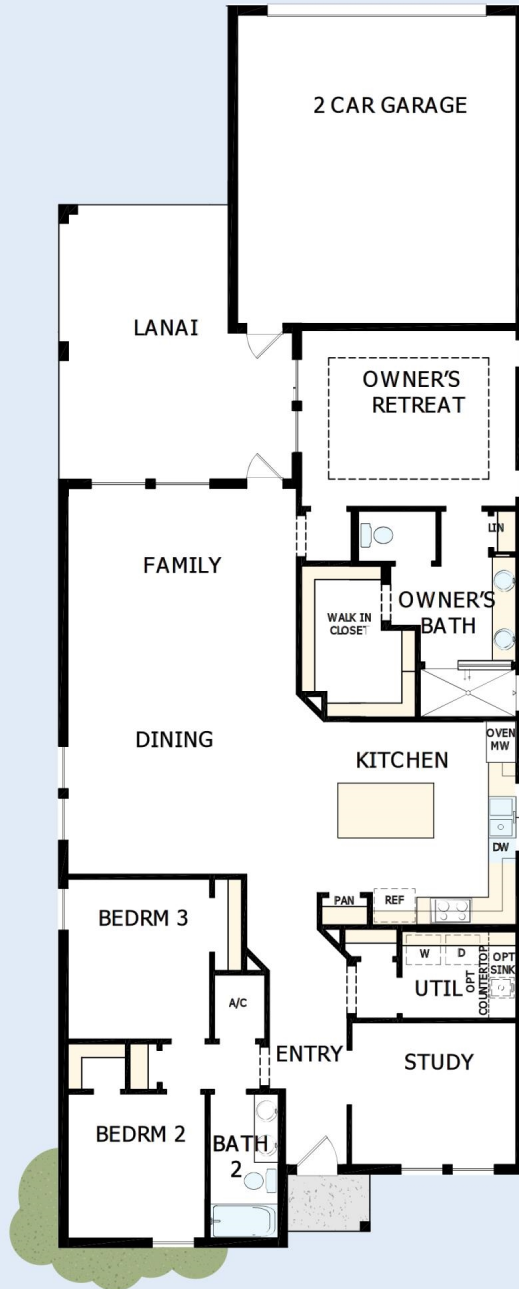 2 CAR GARAGE
LANAI
OWNER'S
RETREAT
LIN
FAMILY
OWNER'S
BATH
WALK IN
CLOSET
DINING
KITCHEN
OVEN
MW
DW
PAN
REF
BEDRM 3
W
D
OPT
SINK
UTIL
OPT
COUNTERTOP
A/C
ENTRY
STUDY
BEDRM 2
BATH
2